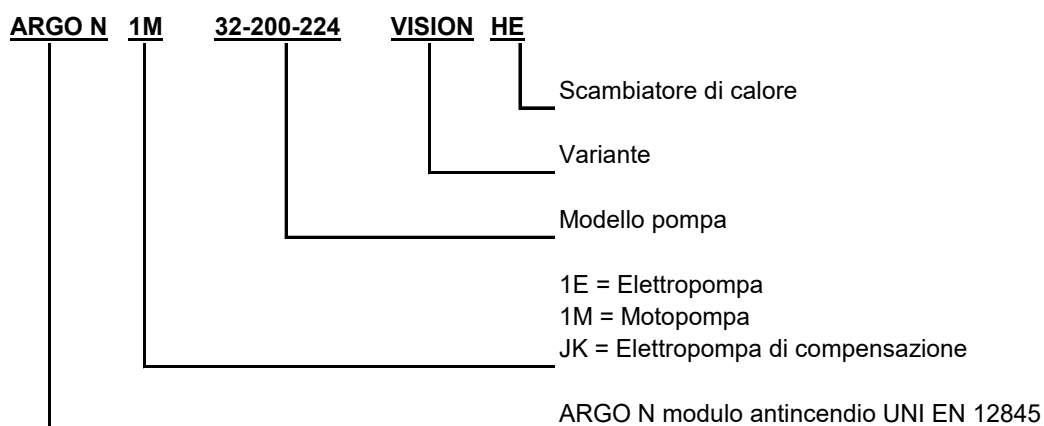 ARGO N 1M 32-200-224 VISION HE
Scambiatore di calore
Variante
Modello pompa
1E = Elettropompa
1M = Motopompa
JK = Elettropompa di compensazione
ARGO N modulo antincendio UNI EN 12845